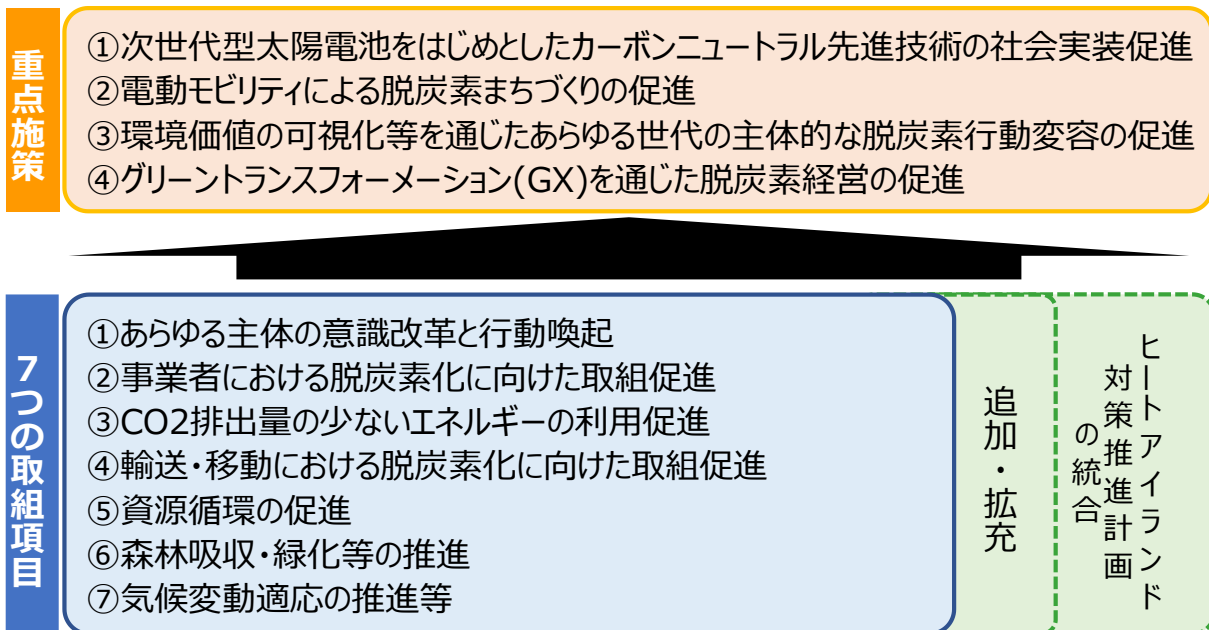 重点施策
①次世代型太陽電池をはじめとしたカーボンニュートラル先進技術の社会実装促進
②電動モビリティによる脱炭素まちづくりの促進
③環境価値の可視化等を通じたあらゆる世代の主体的な脱炭素行動変容の促進
④グリーントランスフォーメーション(GX)を通じた脱炭素経営の促進
7つの取組項目
①あらゆる主体の意識改革と行動喚起
②事業者における脱炭素化に向けた取組促進
③CO2排出量の少ないエネルギーの利用促進
④輸送・移動における脱炭素化に向けた取組促進
⑤資源循環の促進
⑥森林吸収・緑化等の推進
⑦気候変動適応の推進等
追加・拡充
ヒートアイランド
対策推進計画
の統合